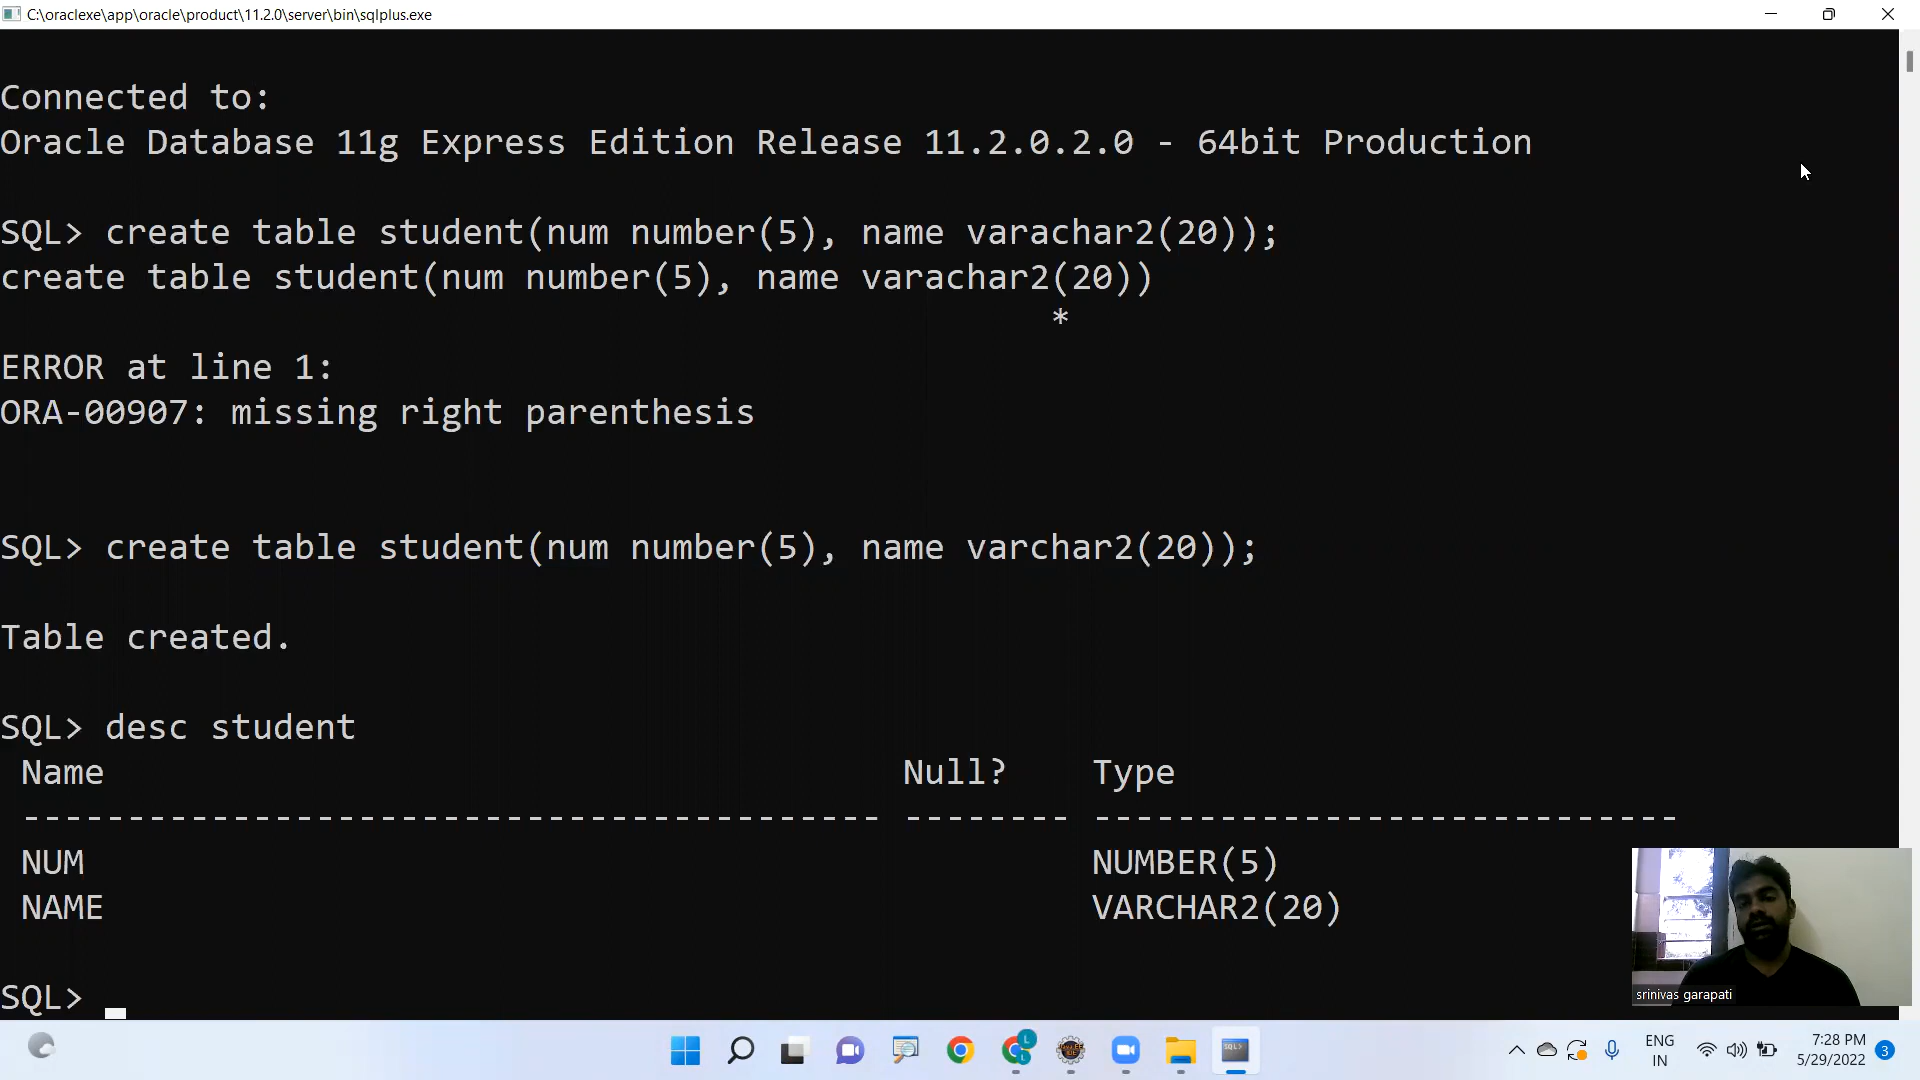 C:\oraclexe\app\oracle\product\11.2.0\server\bin\sqlplus.exe
Connected to:
Oracle Database 11g Express Edition Release 11.2.0.2.0 - 64bit Production
SQL> create table student(num number(5), name varachar2(20));
create table student(num number(5), name varachar2(20))
*
ERROR at line 1:
ORA-00907: missing right parenthesis
SQL> create table student(num number(5), name varchar2(20));
Table created.
SQL> desc student
Name Null? Type
----------------------------------------- -------- ----------------------------
NUM NUMBER(5)
NAME VARCHAR2(20)
SQL>
srinivas garapati
ENG
IN
7:28 PM
5/29/2022
3